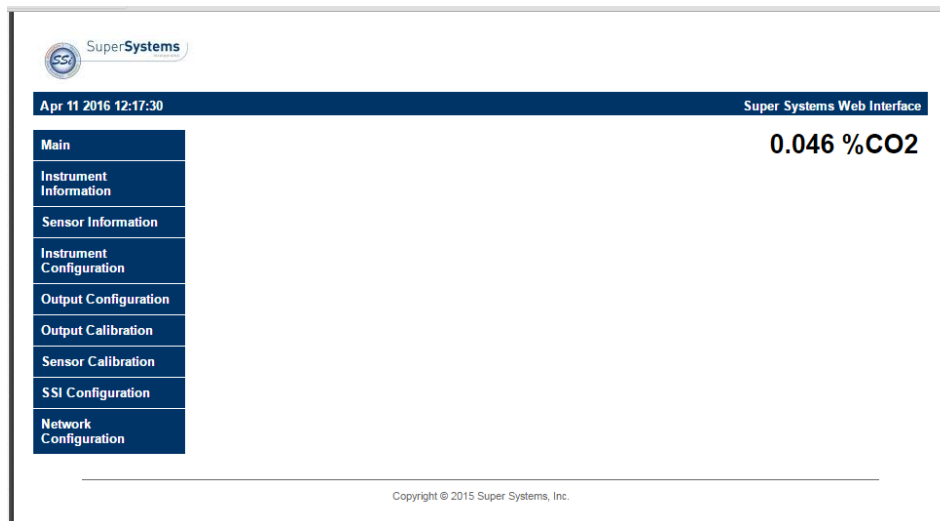 SSi SuperSystems
Apr 11 2016 12:17:30
Super Systems Web Interface
Main
0.046 %CO2
Instrument
Information
Sensor Information
Instrument
Configuration
Output Configuration
Output Calibration
Sensor Calibration
SSI Configuration
Network
Configuration
Copyright © 2015 Super Systems, Inc.